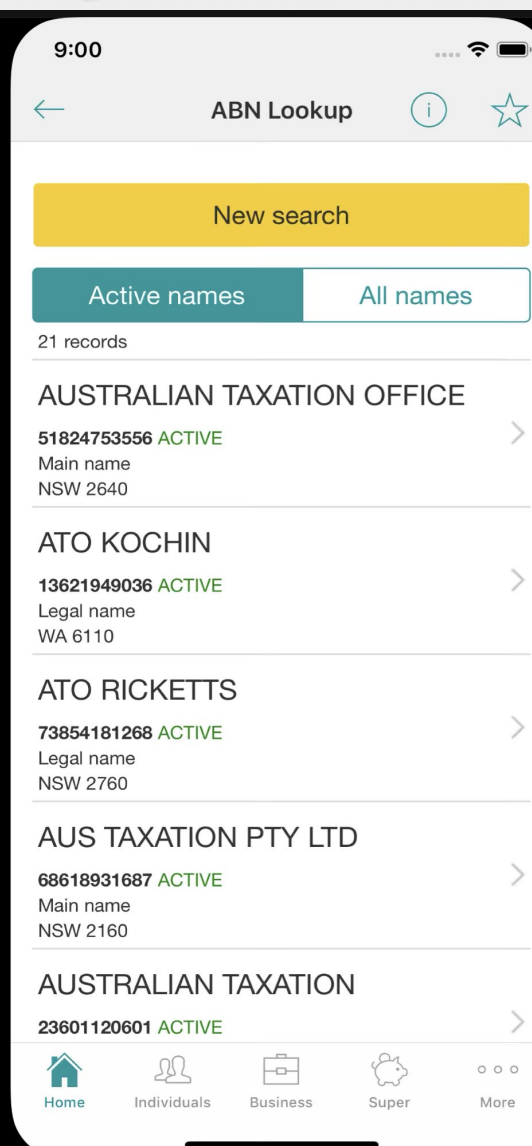 9:00
ABN Lookup
New search
Active names
All names
21 records
AUSTRALIAN TAXATION OFFICE
51824753556 ACTIVE
Main name
NSW 2640
ATO KOCHIN
13621949036 ACTIVE
Legal name
WA 6110
ATO RICKETTS
73854181268 ACTIVE
Legal name
NSW 2760
AUS TAXATION PTY LTD
68618931687 ACTIVE
Main name
NSW 2160
AUSTRALIAN TAXATION
23601120601 ACTIVE
Home
Individuals
Business
Super
More